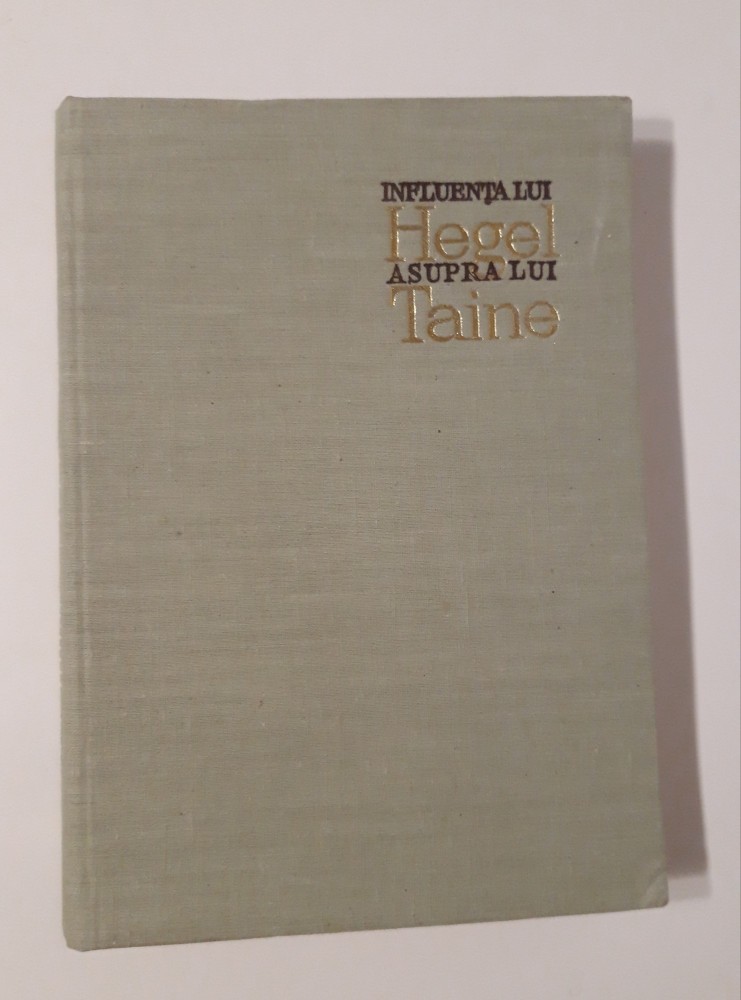 INFLUENȚA LUI
Hegel
ASUPRA LUI
Taine